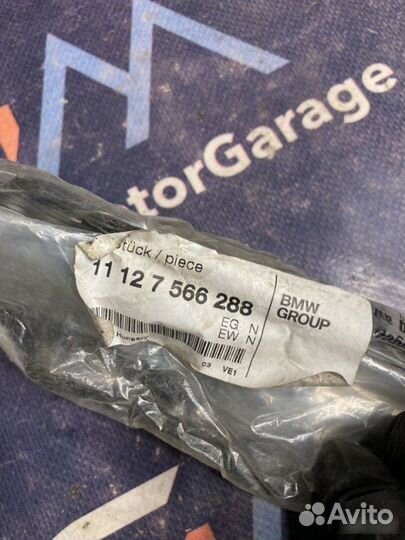 torGarage
stück / piece
11 12 7 566 288
EG N
EW N
BMW
GROUP
Hungary
03 VE1
Avito